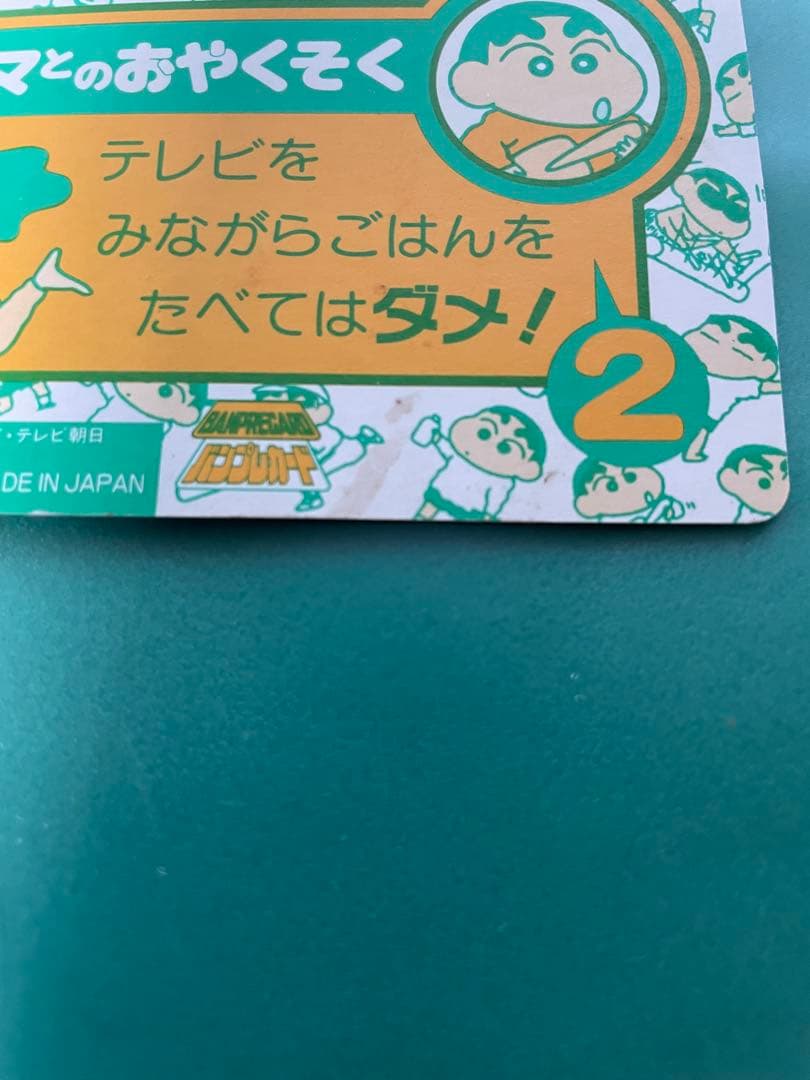 マとのおやくそく
テレビを
みながらごはんを
たべてはダメ!
2
・テレビ朝日
DE IN JAPAN
BANPRECARD
バンプレカード